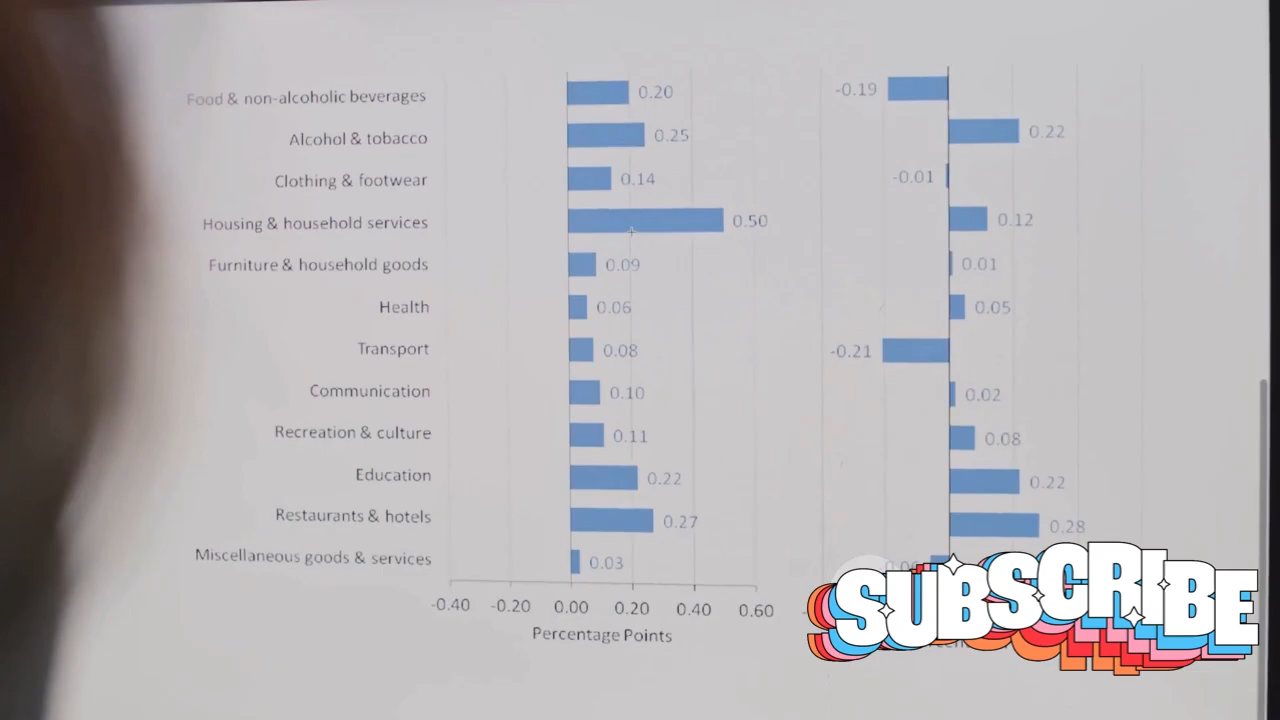 Food & non-alcoholic beverages 0.20 -0.19
Alcohol & tobacco 0.25 0.22
Clothing & footwear 0.14 -0.01
Housing & household services 0.50 0.12
Furniture & household goods 0.09 0.01
Health 0.06 0.05
Transport 0.08 -0.21
Communication 0.10 0.02
Recreation & culture 0.11 0.08
Education 0.22 0.22
Restaurants & hotels 0.27 0.28
Miscellaneous goods & services 0.03
-0.40 -0.20 0.00 0.20 0.40 0.60
Percentage Points
SUBSCRIBE